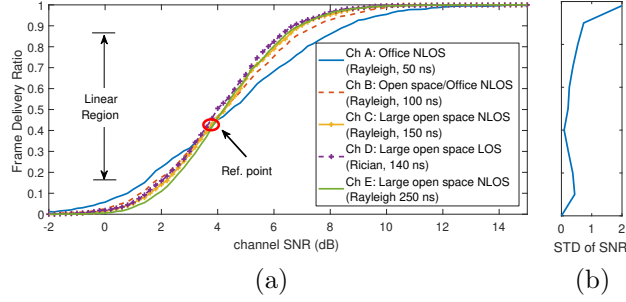 Frame Delivery Ratio
1
0.9
0.8
0.7
0.6
0.5
0.4
0.3
0.2
0.1
0
Linear
Region
Ref. point
Ch A: Office NLOS
(Rayleigh, 50 ns)
Ch B: Open space/Office NLOS
(Rayleigh, 100 ns)
Ch C: Large open space NLOS
(Rayleigh, 150 ns)
Ch D: Large open space LOS
(Rician, 140 ns)
Ch E: Large open space NLOS
(Rayleigh 250 ns)
-2 0 2 4 6 8 10 12 14
channel SNR (dB)
0 1 2
STD of SNR
(a)
(b)